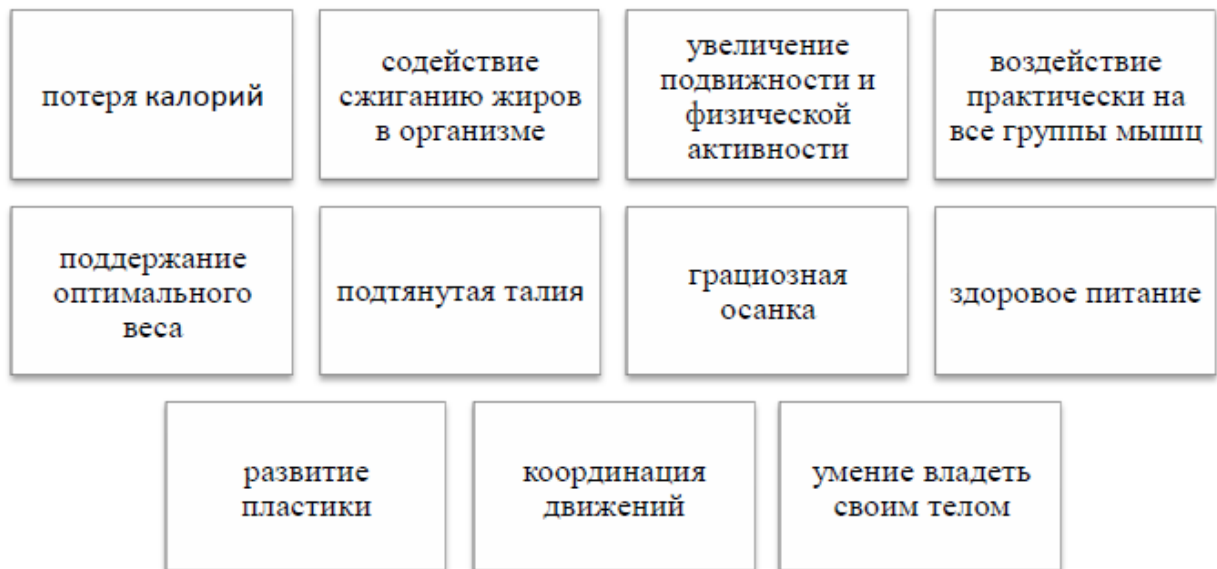 потеря калорий
содействие
сжиганию жиров
в организме
увеличение
подвижности и
физической
активности
воздействие
практически на
все группы мышц
поддержание
оптимального
веса
подтянутая талия
грациозная
осанка
здоровое питание
развитие
пластики
координация
движений
умение владеть
своим телом